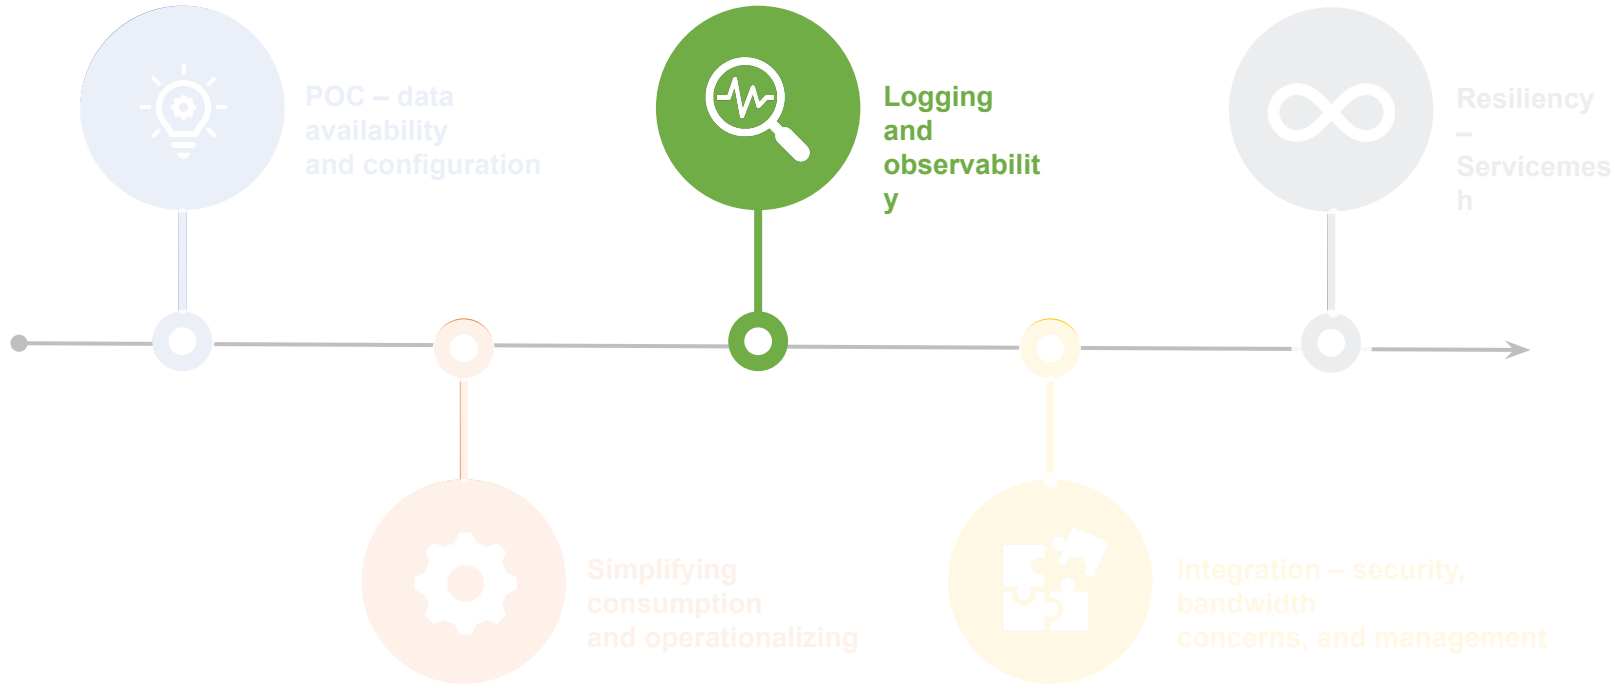 POC – data
availability
and configuration
Logging
and
observabilit
y
Resiliency
–
Servicemes
h
Simplifying
consumption
and operationalizing
Integration – security,
bandwidth
concerns, and management